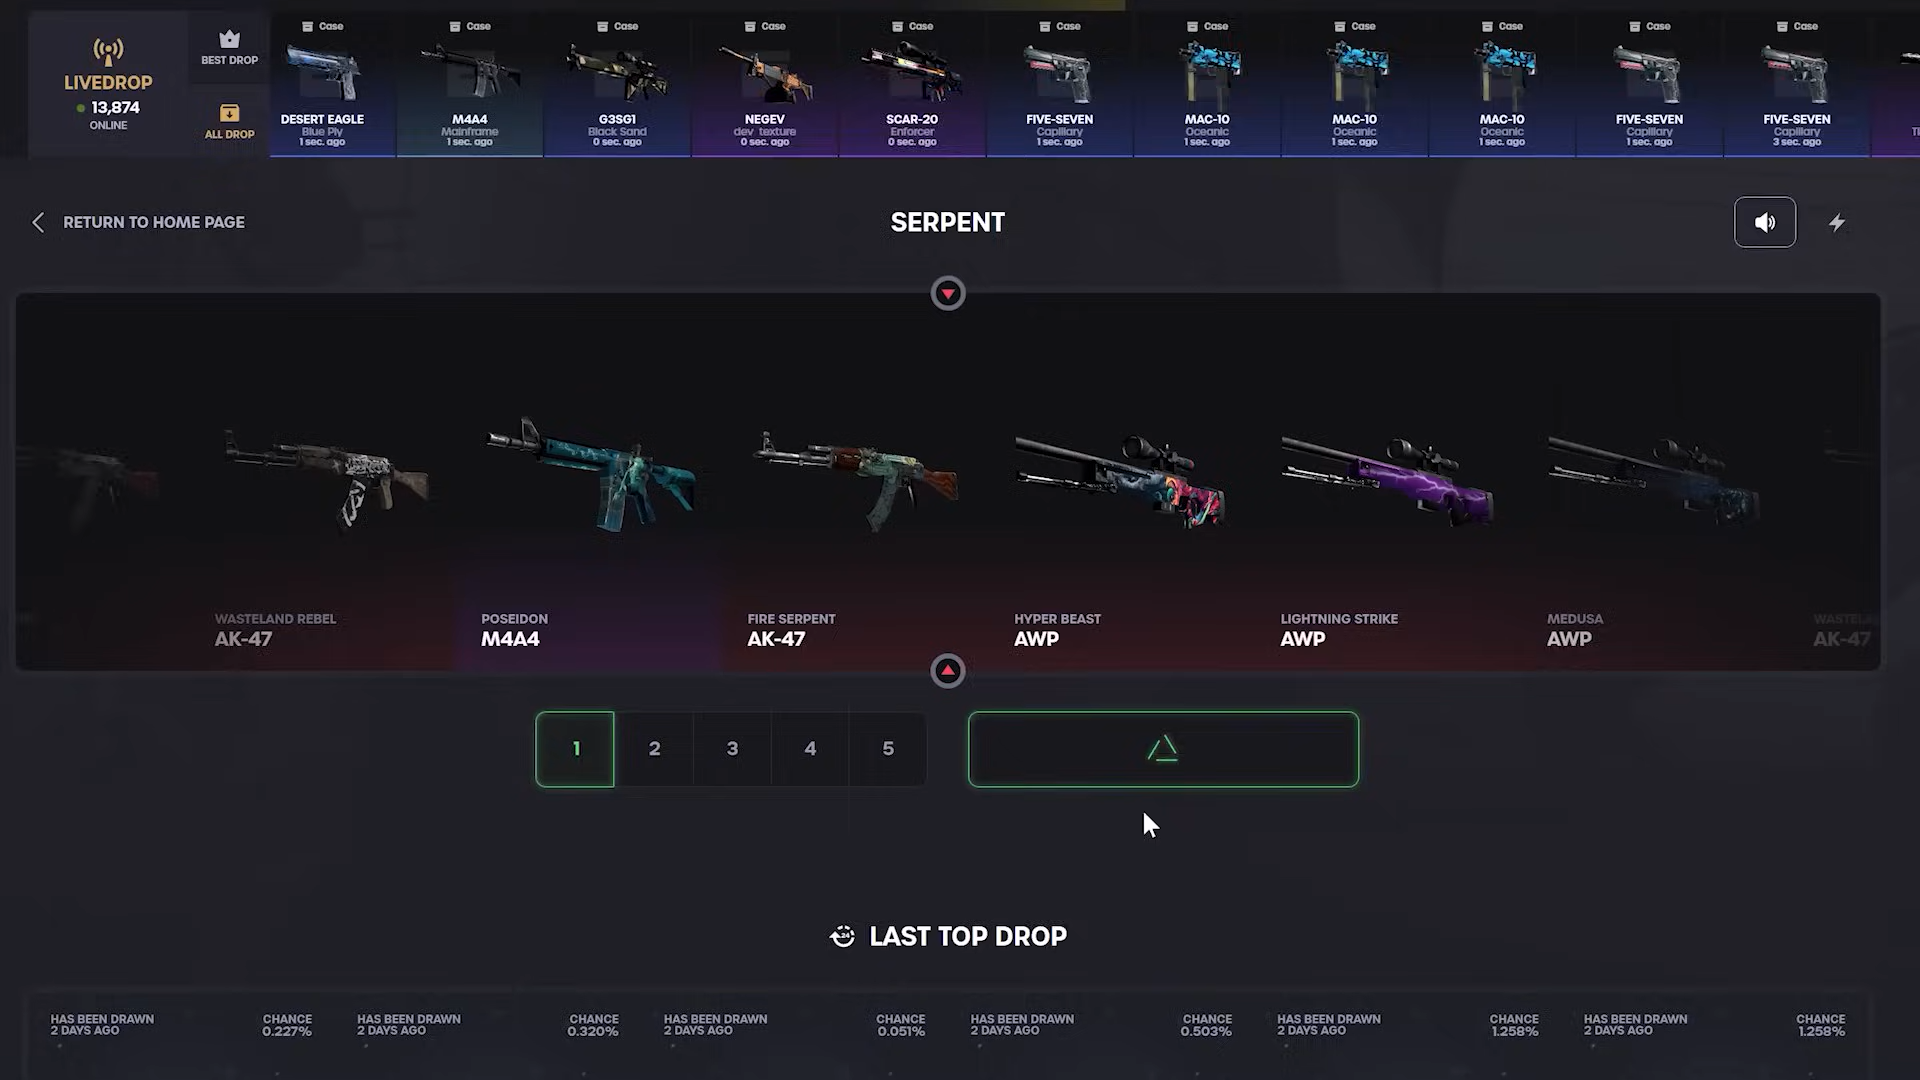 LIVEDROP
13,874
ONLINE
BEST DROP
ALL DROP
Case
DESERT EAGLE
Blue Ply
1 sec. ago
Case
M4A4
Mainframe
1 sec. ago
Case
G3SG1
Black Sand
0 sec. ago
Case
NEGEV
dev_texture
0 sec. ago
Case
SCAR-20
Enforcer
0 sec. ago
Case
FIVE-SEVEN
Capillary
1 sec. ago
Case
MAC-10
Oceanic
1 sec. ago
Case
MAC-10
Oceanic
1 sec. ago
Case
MAC-10
Oceanic
1 sec. ago
Case
FIVE-SEVEN
Capillary
1 sec. ago
Case
FIVE-SEVEN
Capillary
3 sec. ago
RETURN TO HOME PAGE
SERPENT
WASTELAND REBEL
AK-47
POSEIDON
M4A4
FIRE SERPENT
AK-47
HYPER BEAST
AWP
LIGHTNING STRIKE
AWP
MEDUSA
AWP
AK-47
1 2 3 4 5
LAST TOP DROP
HAS BEEN DRAWN
2 DAYS AGO
CHANCE
0.227%
HAS BEEN DRAWN
2 DAYS AGO
CHANCE
0.320%
HAS BEEN DRAWN
2 DAYS AGO
CHANCE
0.051%
HAS BEEN DRAWN
2 DAYS AGO
CHANCE
0.503%
HAS BEEN DRAWN
2 DAYS AGO
CHANCE
1.258%
HAS BEEN DRAWN
2 DAYS AGO
CHANCE
1.258%